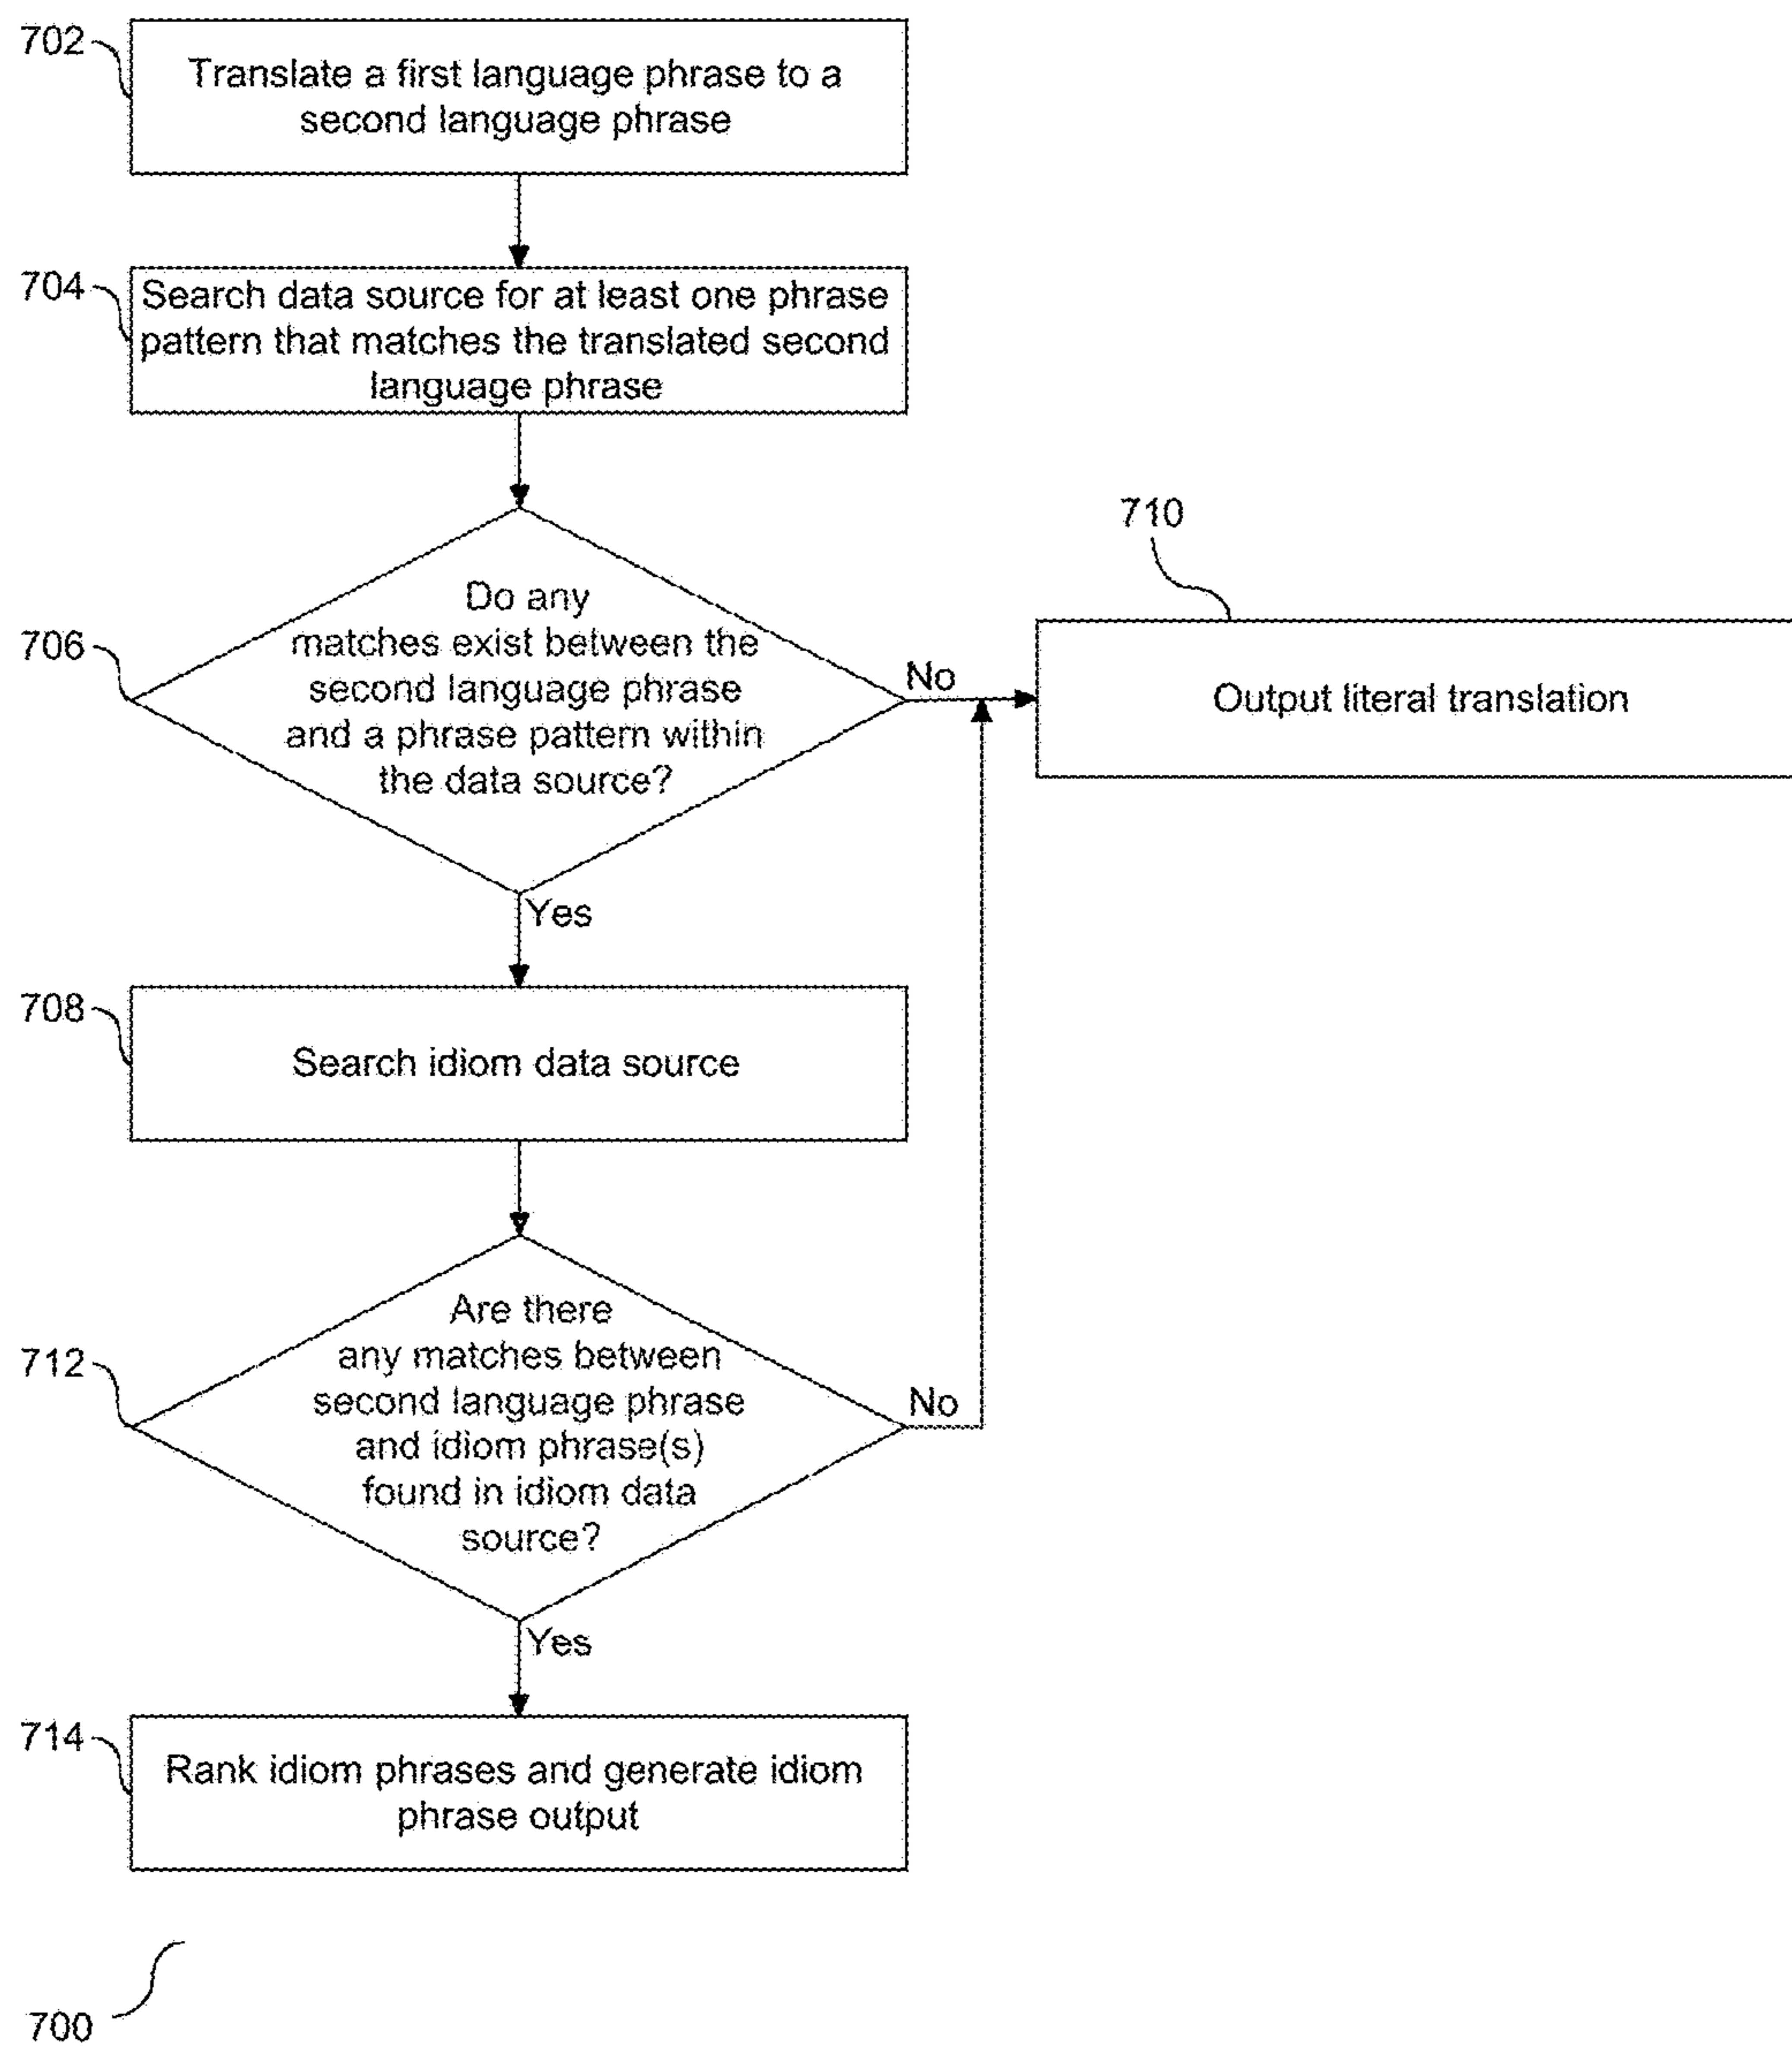 702
Translate a first language phrase to a
second language phrase
704
Search data source for at least one phrase
pattern that matches the translated second
language phrase
706
Do any
matches exist between the
second language phrase
and a phrase pattern within
the data source?
No
710
Output literal translation
Yes
708
Search idiom data source
712
Are there
any matches between
second language phrase
and idiom phrase(s)
found in idiom data
source?
No
Yes
714
Rank idiom phrases and generate idiom
phrase output
700